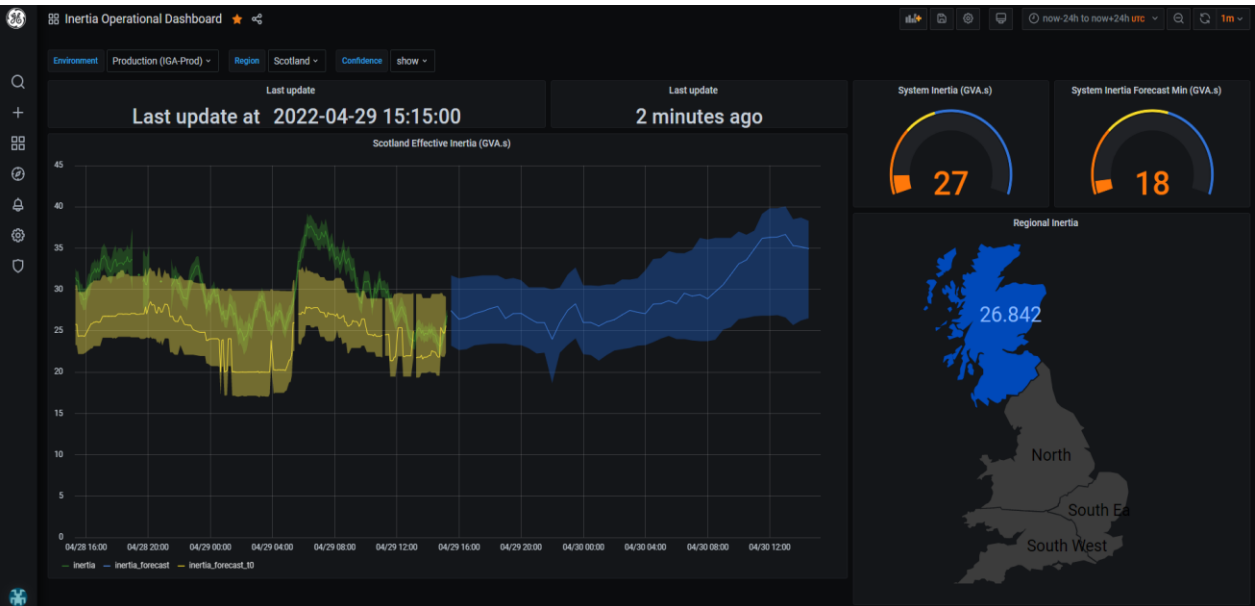 Inertia Operational Dashboard
now-24h to now+24h UTC
1m
Environment Production (IGA-Prod) Region Scotland Confidence show
Last update
Last update at 2022-04-29 15:15:00
Last update
2 minutes ago
System Inertia (GVA.s)
27
System Inertia Forecast Min (GVA.s)
18
Scotland Effective Inertia (GVA.s)
45
40
35
30
25
20
15
10
5
0
04/28 16:00 04/28 20:00 04/29 00:00 04/29 04:00 04/29 08:00 04/29 12:00 04/29 16:00 04/29 20:00 04/30 00:00 04/30 04:00 04/30 08:00 04/30 12:00
inertia inertia_forecast inertia_forecast_t0
Regional Inertia
26.842
North
South Ea
South West